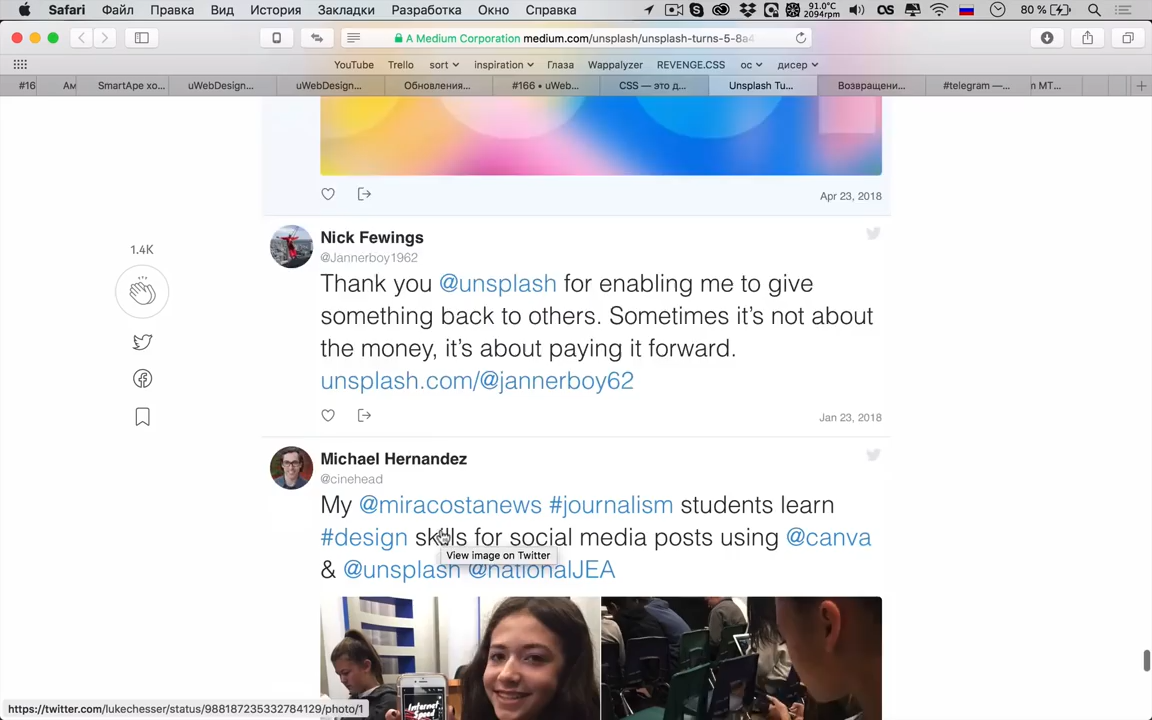 Safari Файл Правка Вид История Закладки Разработка Окно Справка 91.0°C 2094rpm 80 %
A Medium Corporation medium.com/unsplash/unsplash-turns-5-8a4
YouTube Trello sort inspiration Глаза Wappalyzer REVENGE.CSS ос дисер
#16 Ам SmartApe хо... uWebDesign... uWebDesign... Обновления... #166 • uWeb... CSS — это д... Unsplash Tu... Возвращени... #telegram —... п МТ...
Apr 23, 2018
Nick Fewings
@Jannerboy1962
1.4K
Thank you @unsplash for enabling me to give
something back to others. Sometimes it's not about
the money, it's about paying it forward.
unsplash.com/@jannerboy62
Jan 23, 2018
Michael Hernandez
@cinehead
My @miracostanews #journalism students learn
#design skills for social media posts using @canva
View image on Twitter
& @unsplash @nationalJEA
Internet
Speed
https://twitter.com/lukechesser/status/988187235332784129/photo/1